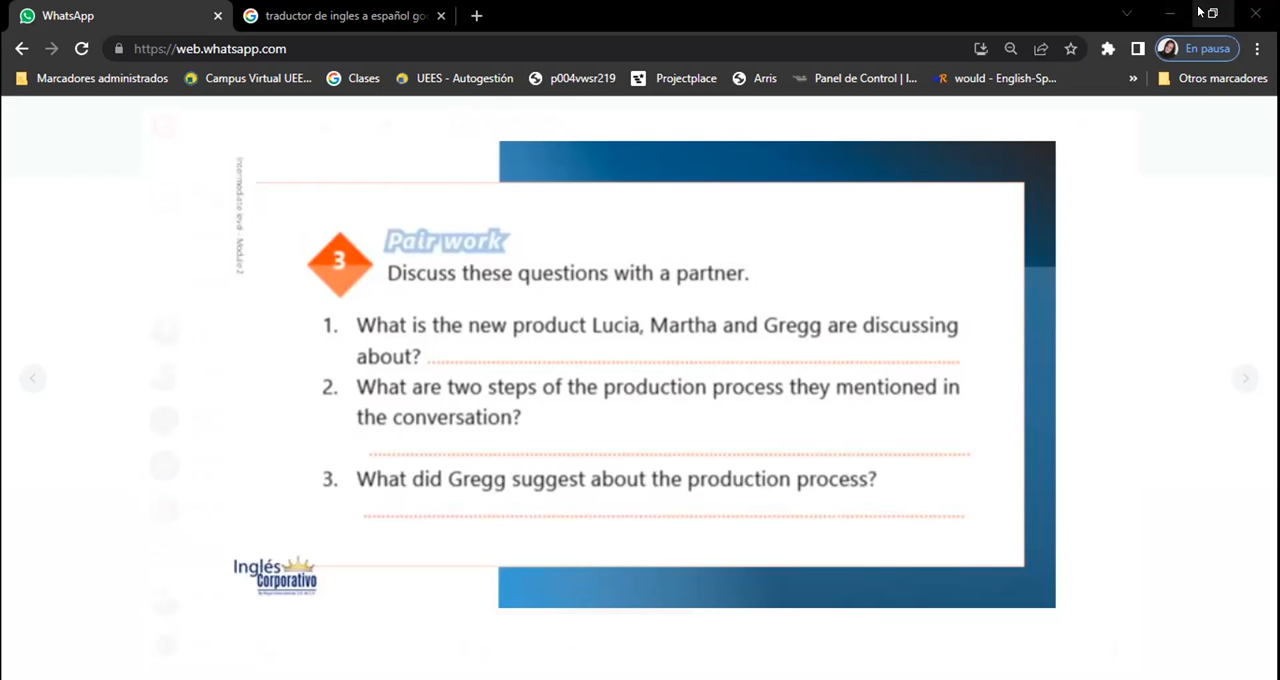 WhatsApp
traducctor de ingles a español goo
https://web.whatsapp.com
En pausa
Marcadores administrados
Campus Virtual UEE...
Clases
UEES - Autogestión
p004vwsr219
Projectplace
Arris
Panel de Control | I...
would - English-Sp...
Otros marcadores
Intermediate level - Module 2
3
Pair work
Discuss these questions with a partner.
1. What is the new product Lucia, Martha and Gregg are discussing
about?
2. What are two steps of the production process they mentioned in
the conversation?
3. What did Gregg suggest about the production process?
Inglés
Corporativo